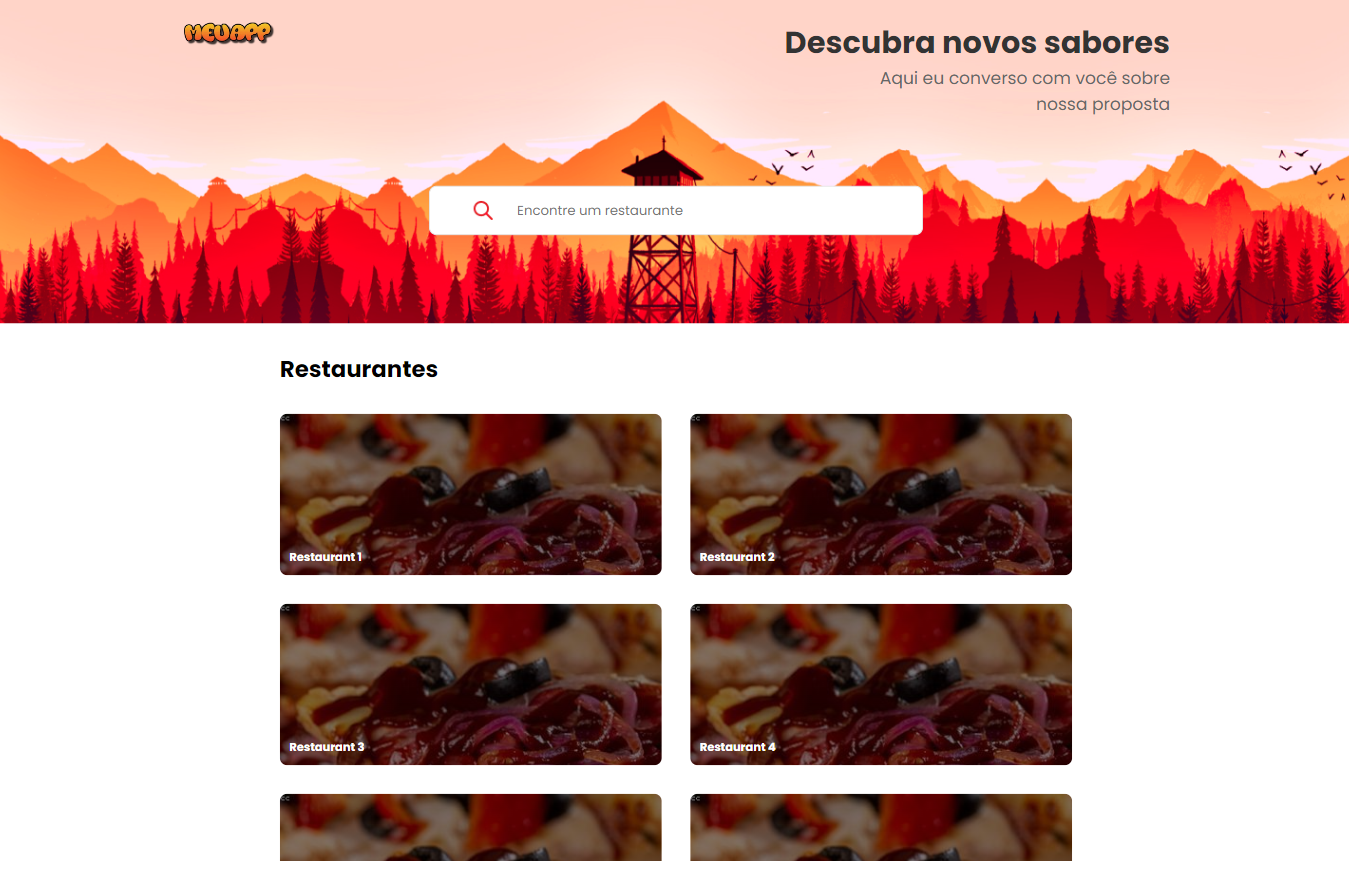 MEUAPP
Descubra novos sabores
Aqui eu converso com você sobre
nossa proposta
Encontre um restaurante
Restaurantes
Restaurant 1
Restaurant 2
Restaurant 3
Restaurant 4